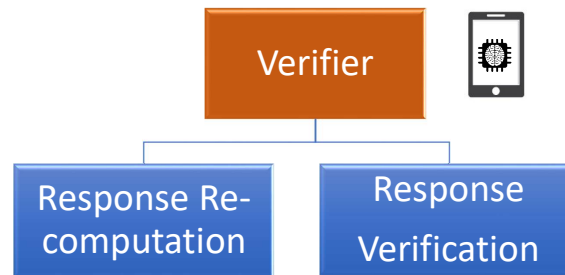 Verifier
Response Re-
computation
Response
Verification